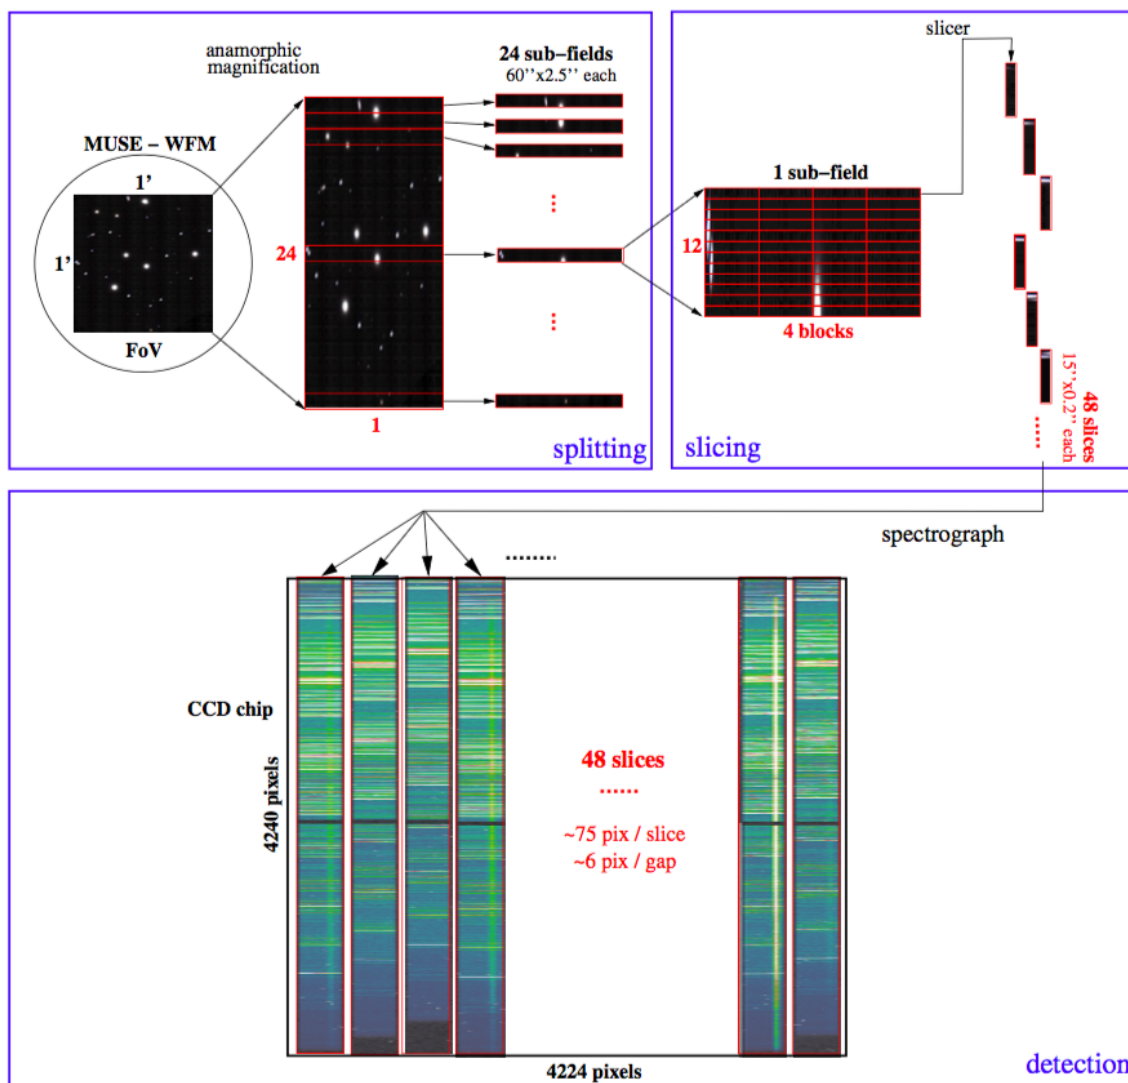 anamorphic
magnification
24 sub–fields
60’’x2.5’’ each
MUSE – WFM
1’
1’
FoV
24
1
splitting
slicer
1 sub–field
12
4 blocks
48 slices
15’’x0.2’’ each
slicing
spectrograph
CCD chip
4240 pixels
48 slices
~75 pix / slice
~6 pix / gap
4224 pixels
detection